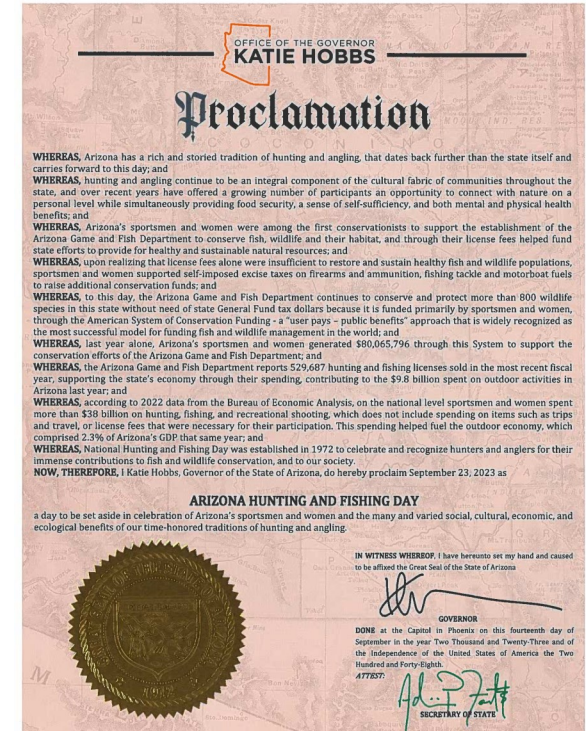 OFFICE OF THE GOVERNOR
KATIE HOBBS
Proclamation
WHEREAS, Arizona has a rich and storied tradition of hunting and angling, that dates back further than the state itself and
carries forward to this day; and
WHEREAS, hunting and angling continue to be an integral component of the cultural fabric of communities throughout the
state, and over recent years have offered a growing number of participants an opportunity to connect with nature on a
personal level while simultaneously providing food security, a sense of self-sufficiency, and both mental and physical health
benefits; and
WHEREAS, Arizona's sportsmen and women were among the first conservationists to support the establishment of the
Arizona Game and Fish Department to conserve fish, wildlife and their habitat, and through their license fees helped fund
state efforts to provide for healthy and sustainable natural resources; and
WHEREAS, upon realizing that license fees alone were insufficient to restore and sustain healthy fish and wildlife populations,
sportsmen and women supported self-imposed excise taxes on firearms and ammunition, fishing tackle and motorboat fuels
to raise additional conservation funds; and
WHEREAS, to this day, the Arizona Game and Fish Department continues to conserve and protect more than 800 wildlife
species in this state without need of state General Fund tax dollars because it is funded primarily by sportsmen and women,
through the American System of Conservation Funding - a "user pays – public benefits" approach that is widely recognized as
the most successful model for funding fish and wildlife management in the world; and
WHEREAS, last year alone, Arizona's sportsmen and women generated $80,065,796 through this System to support the
conservation efforts of the Arizona Game and Fish Department; and
WHEREAS, the Arizona Game and Fish Department reports 529,687 hunting and fishing licenses sold in the most recent fiscal
year, supporting the state's economy through their spending, contributing to the $9.8 billion spent on outdoor activities in
Arizona last year; and
WHEREAS, according to 2022 data from the Bureau of Economic Analysis, on the national level sportsmen and women spent
more than $38 billion on hunting, fishing, and recreational shooting, which does not include spending on items such as trips
and travel, or license fees that were necessary for their participation. This spending helped fuel the outdoor economy, which
comprised 2.3% of Arizona's GDP that same year; and
WHEREAS, National Hunting and Fishing Day was established in 1972 to celebrate and recognize hunters and anglers for their
immense contributions to fish and wildlife conservation, and to our society.
NOW, THEREFORE, I Katie Hobbs, Governor of the State of Arizona, do hereby proclaim September 23, 2023 as
ARIZONA HUNTING AND FISHING DAY
a day to be set aside in celebration of Arizona's sportsmen and women and the many and varied social, cultural, economic, and
ecological benefits of our time-honored traditions of hunting and angling.
IN WITNESS WHEREOF, I have hereunto set my hand and caused
to be affixed the Great Seal of the State of Arizona
GOVERNOR
DONE at the Capitol in Phoenix on this fourteenth day of
September in the year Two Thousand and Twenty-Three and of
the Independence of the United States of America the Two
Hundred and Forty-Eighth.
ATTEST:
SECRETARY OF STATE